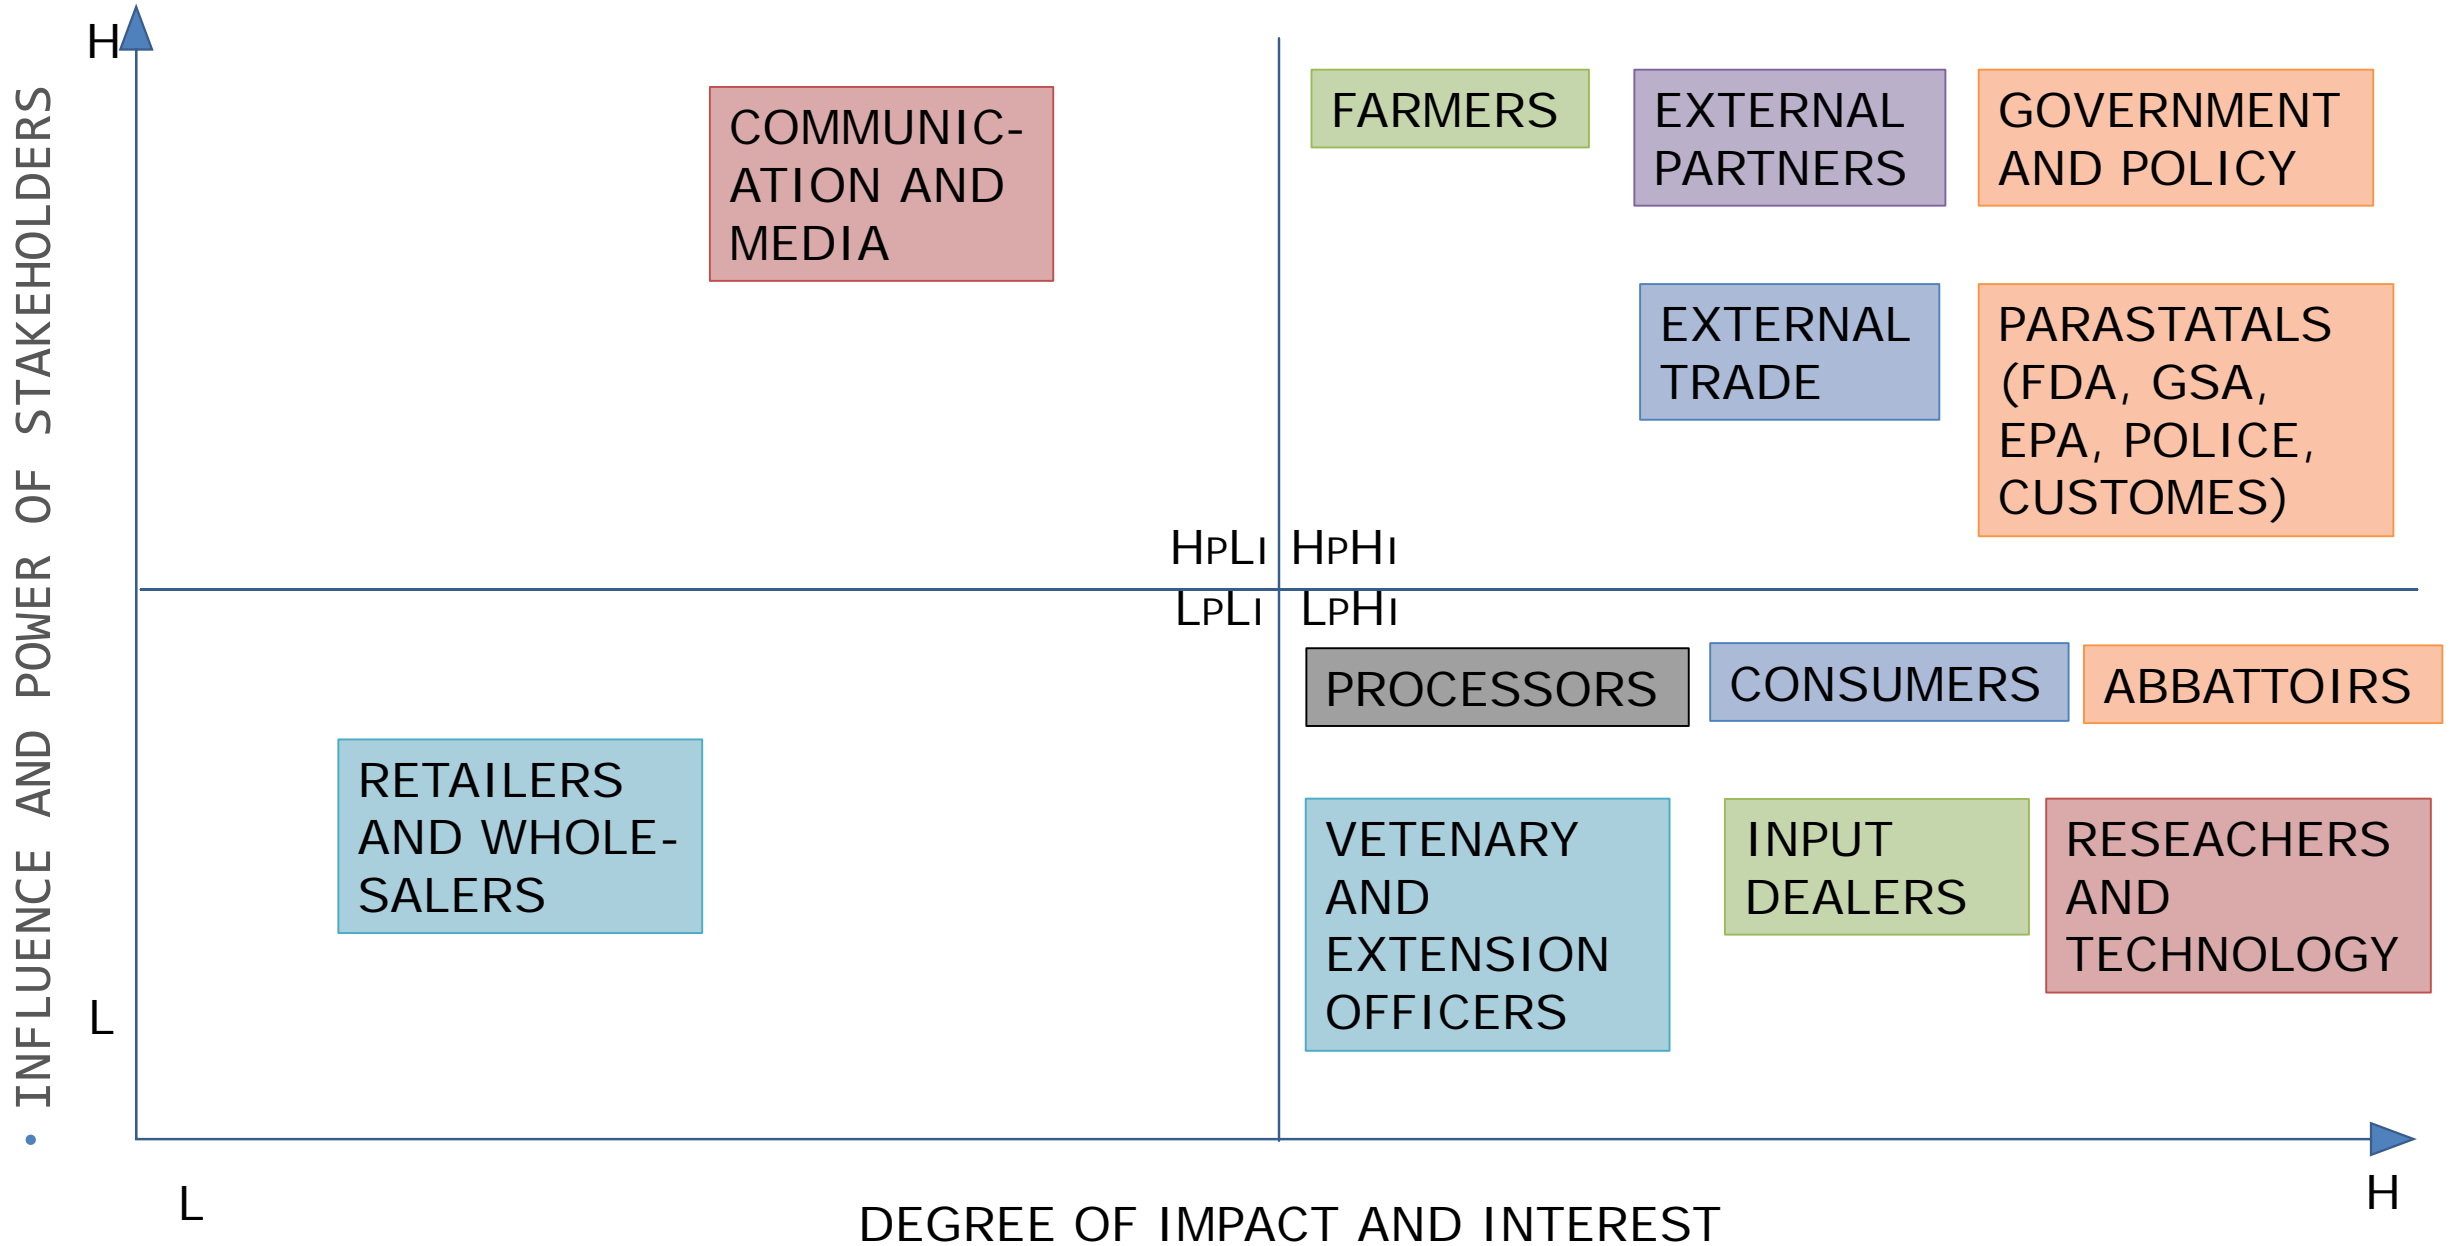 • INFLUENCE AND POWER OF STAKEHOLDERS
H
COMMUNIC-
ATION AND
MEDIA
FARMERS
EXTERNAL
PARTNERS
GOVERNMENT
AND POLICY
EXTERNAL
TRADE
PARASTATALS
(FDA, GSA,
EPA, POLICE,
CUSTOMES)
HPLI
HPHI
LPLI
LPHI
PROCESSORS
CONSUMERS
ABBATTOIRS
RETAILERS
AND WHOLE-
SALERS
VETENARY
AND
EXTENSION
OFFICERS
INPUT
DEALERS
RESEACHERS
AND
TECHNOLOGY
L
L
DEGREE OF IMPACT AND INTEREST
H